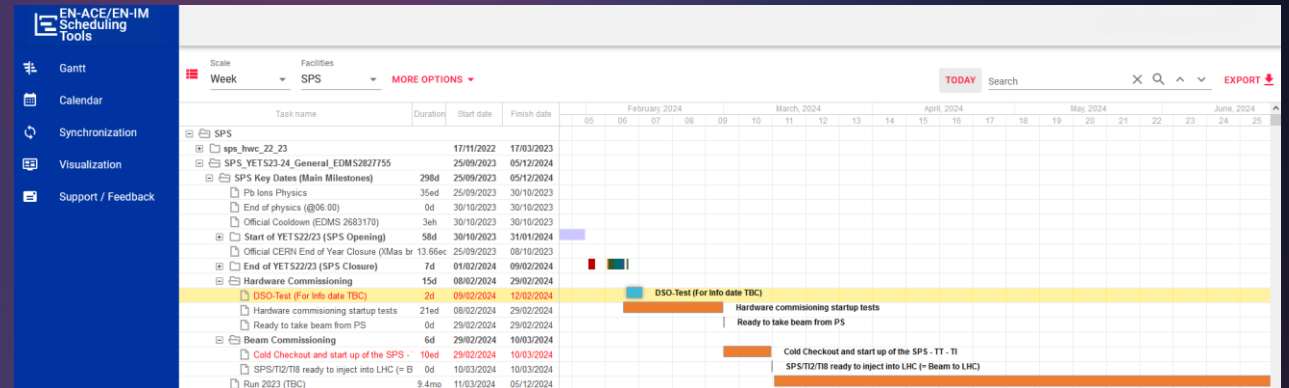 EN-ACE/EN-IM
Scheduling
Tools
Gantt
Calendar
Synchronization
Visualization
Support / Feedback
Scale
Week
Facilities
SPS
MORE OPTIONS
TODAY
Search
EXPORT
Task name Duration Start date Finish date
February, 2024 March, 2024 April, 2024 May, 2024 June, 2024
05 06 07 08 09 10 11 12 13 14 15 16 17 18 19 20 21 22 23 24 25
SPS
sps_hwc_22_23 17/11/2022 17/03/2023
SPS_YETS23-24_General_EDMS2827755 25/09/2023 05/12/2024
SPS Key Dates (Main Milestones) 298d 25/09/2023 05/12/2024
Pb Ions Physics 35ed 25/09/2023 30/10/2023
End of physics (@06:00) 0d 30/10/2023 30/10/2023
Official Cooldown (EDMS 2683170) 3eh 30/10/2023 30/10/2023
Start of YETS22/23 (SPS Opening) 58d 30/10/2023 31/01/2024
Official CERN End of Year Closure (XMas br 13.66ec 25/09/2023 08/10/2023
End of YETS22/23 (SPS Closure) 7d 01/02/2024 09/02/2024
Hardware Commissioning 15d 08/02/2024 29/02/2024
DSO-Test (For Info date TBC) 2d 09/02/2024 12/02/2024 DSO-Test (For Info date TBC)
Hardware commisioning startup tests 21ed 08/02/2024 29/02/2024 Hardware commisioning startup tests
Ready to take beam from PS 0d 29/02/2024 29/02/2024 Ready to take beam from PS
Beam Commissioning 6d 29/02/2024 10/03/2024
Cold Checkout and start up of the SPS - 10ed 29/02/2024 10/03/2024 Cold Checkout and start up of the SPS - TT - TI
SPS/TI2/TI8 ready to inject into LHC (= B 0d 10/03/2024 10/03/2024 SPS/TI2/TI8 ready to inject into LHC (= Beam to LHC)
Run 2023 (TBC) 9.4mo 11/03/2024 05/12/2024